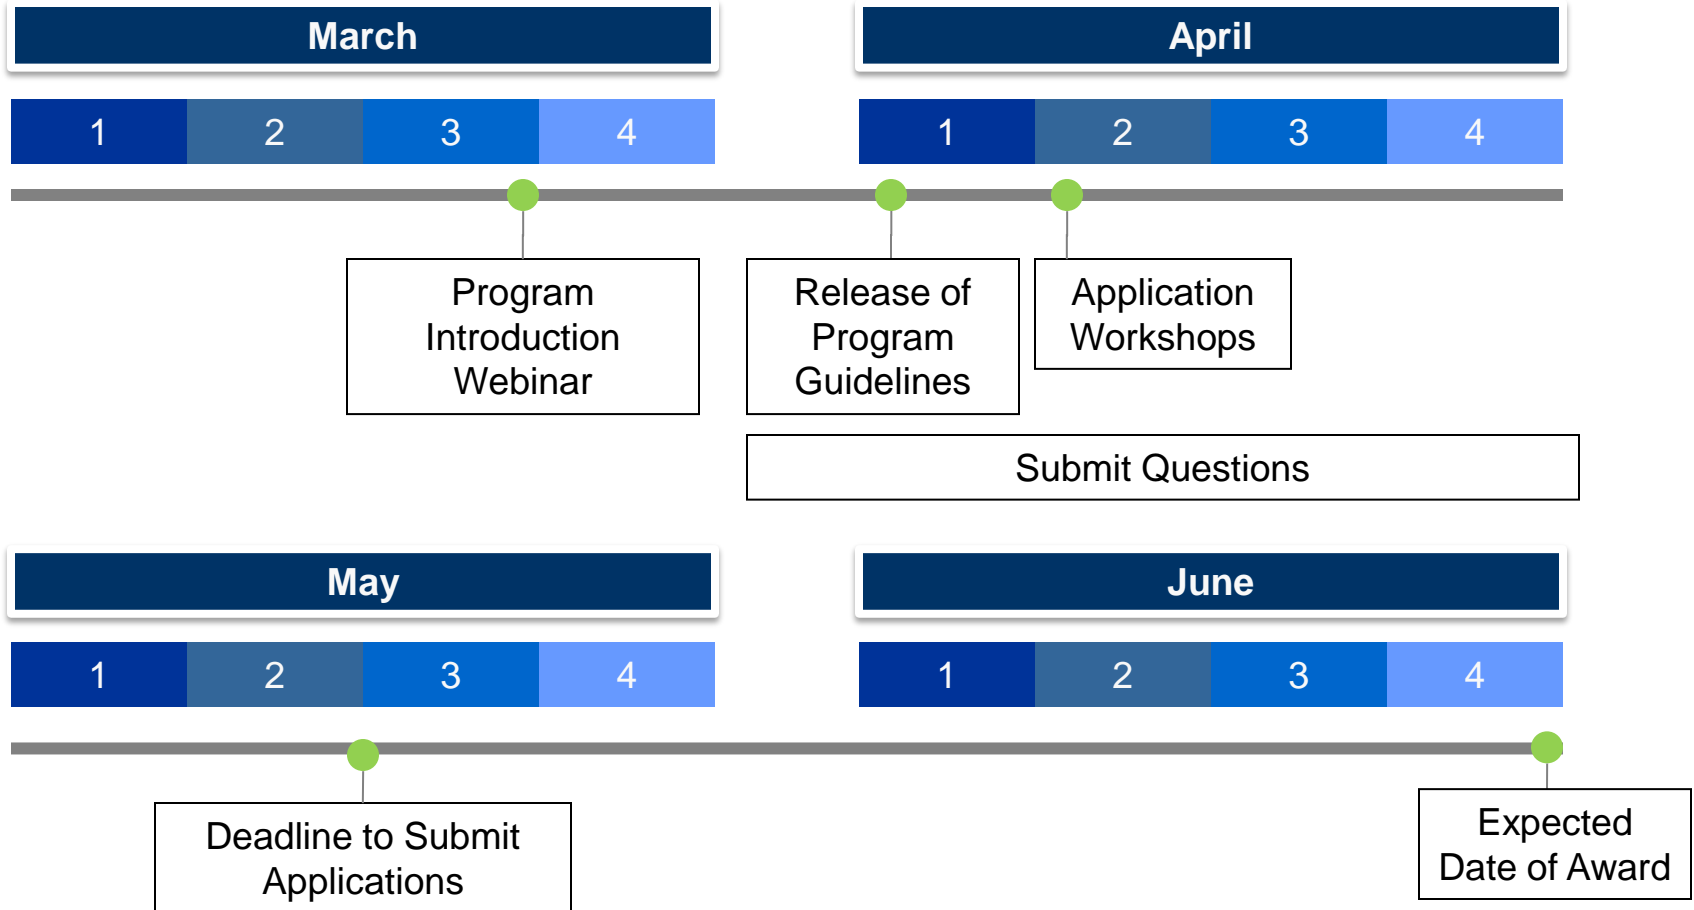 March
April
1 2 3 4
1 2 3 4
Program
Introduction
Webinar
Release of
Program
Guidelines
Application
Workshops
Submit Questions
May
June
1 2 3 4
1 2 3 4
Deadline to Submit
Applications
Expected
Date of Award